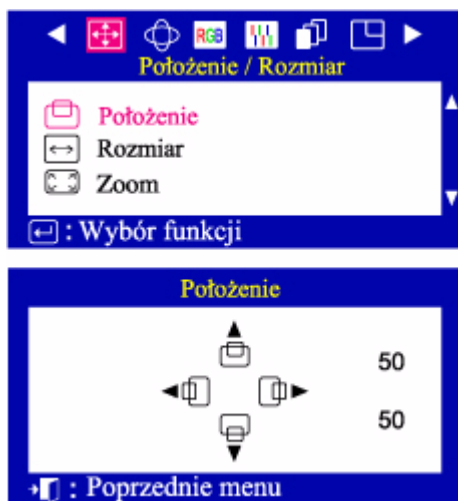 RGB
Położenie / Rozmiar
Położenie
Rozmiar
Zoom
: Wybór funkcji
Położenie
50
50
: Poprzednie menu